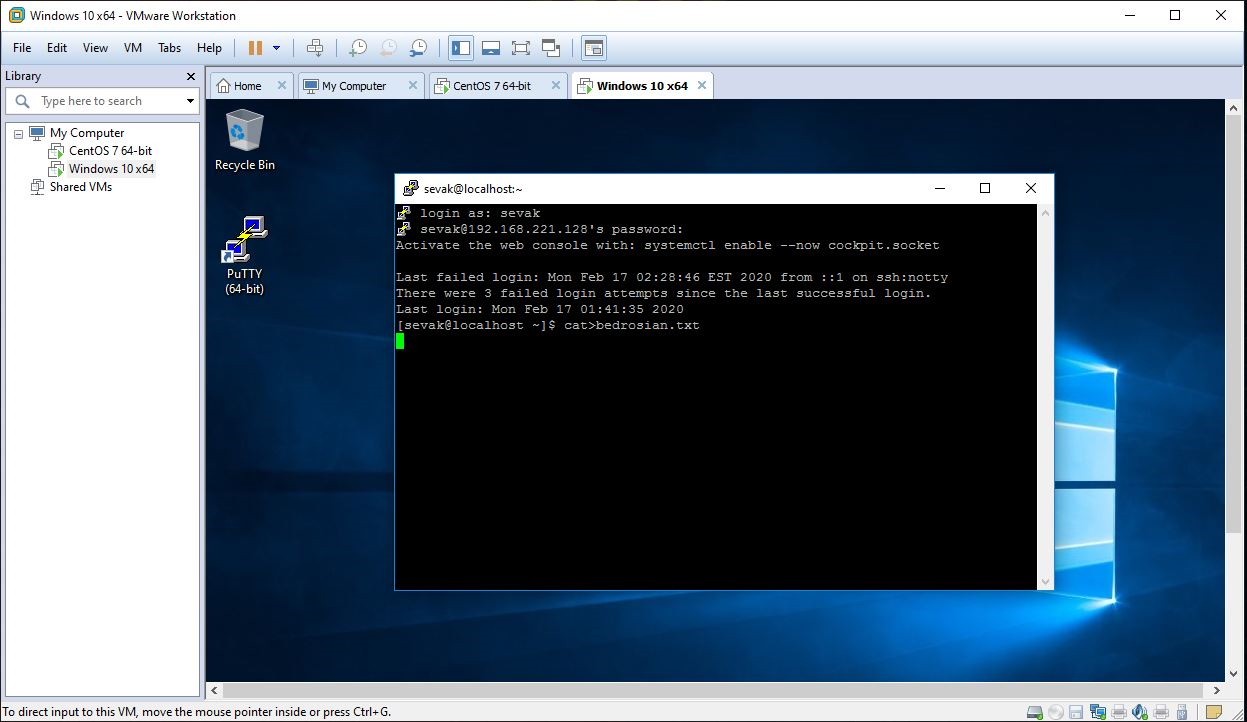 Windows 10 x64 - VMware Workstation
File Edit View VM Tabs Help
Library
Type here to search
My Computer
CentOS 7 64-bit
Windows 10 x64
Shared VMs
Home My Computer CentOS 7 64-bit Windows 10 x64
Recycle Bin
PuTTY
(64-bit)
sevak@localhost:~
login as: sevak
sevak@192.168.221.128's password:
Activate the web console with: systemctl enable --now cockpit.socket
Last failed login: Mon Feb 17 02:28:46 EST 2020 from ::1 on ssh:notty
There were 3 failed login attempts since the last successful login.
Last login: Mon Feb 17 01:41:35 2020
[sevak@localhost ~]$ cat>bedrosian.txt
To direct input to this VM, move the mouse pointer inside or press Ctrl+G.